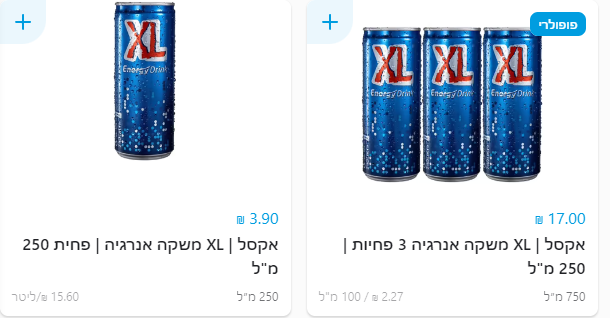 פופולרי
XL
Energy Drink
XL
Energy Drink
XL
Energy Drink
₪ 17.00
אקסל | XL משקה אנרגיה 3 פחיות |
250 מ"ל
750 מ״ל
2.27 ₪ / 100 מ"ל
XL
Energy Drink
₪ 3.90
אקסל | XL משקה אנרגיה | פחית 250
מ"ל
250 מ״ל
15.60 ₪/ליטר